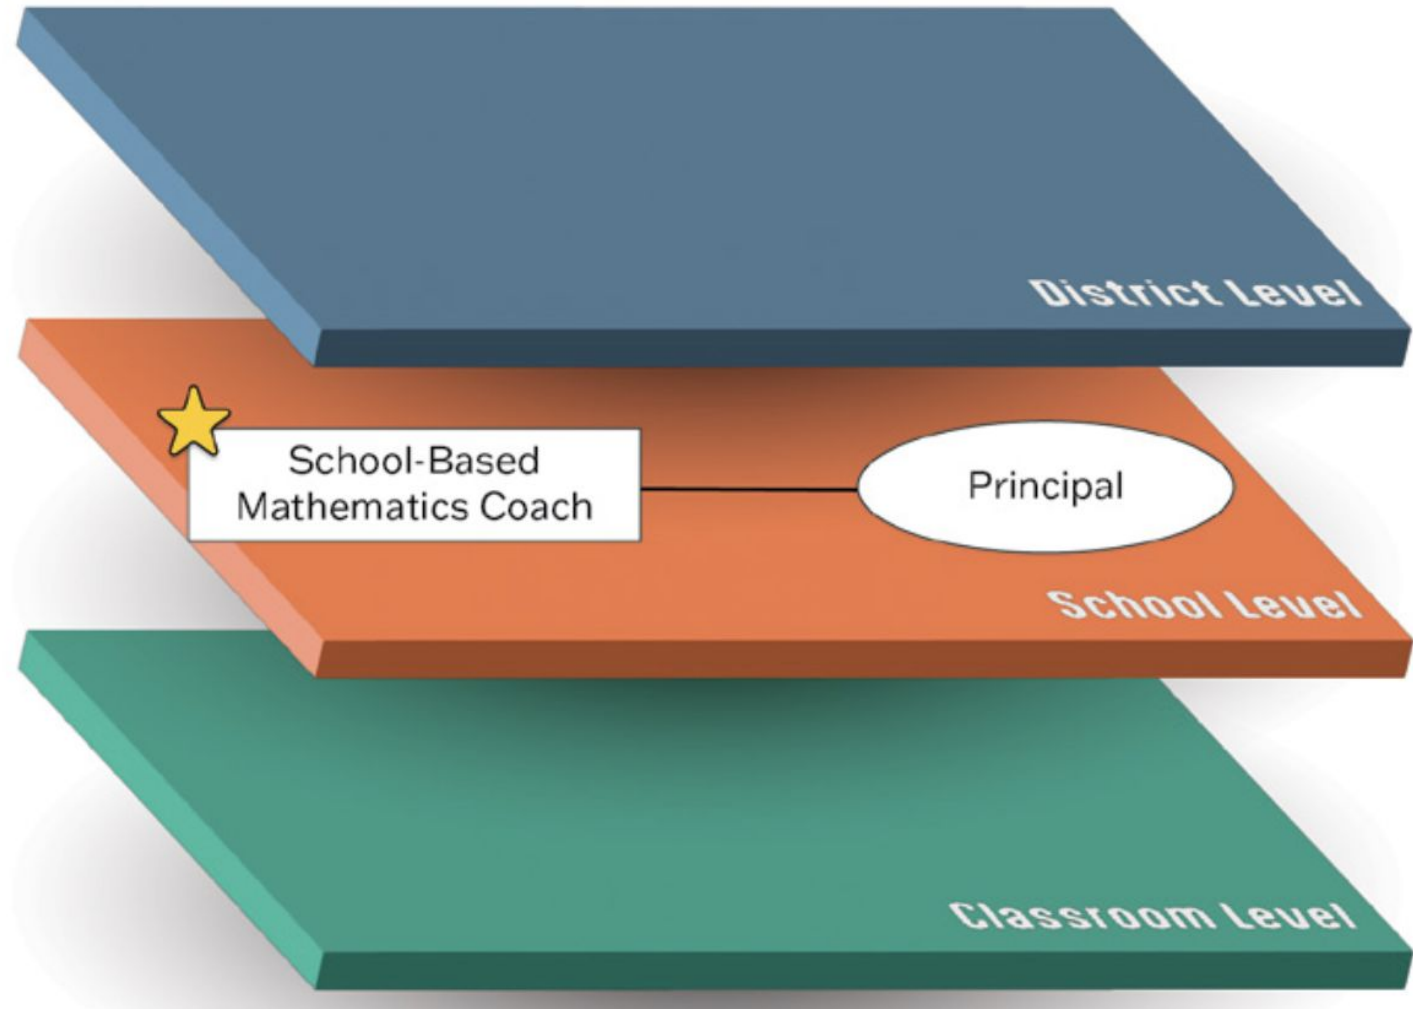 District Level
School-Based
Mathematics Coach
Principal
School Level
Classroom Level